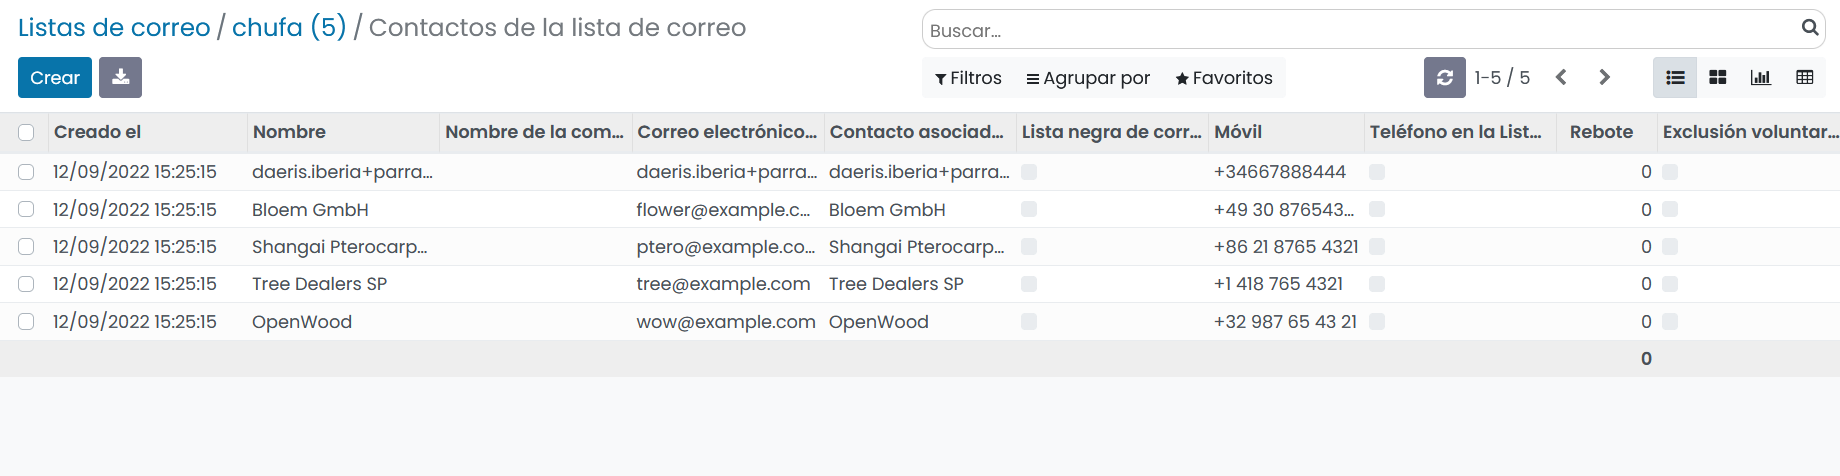 Listas de correo / chufa (5) / Contactos de la lista de correo
Buscar...
Crear
Filtros Agrupar por Favoritos
1-5 / 5
Creado el Nombre Nombre de la com... Correo electrónico... Contacto asociad... Lista negra de corr... Móvil Teléfono en la List... Rebote Exclusión voluntar...
12/09/2022 15:25:15 daeris.iberia+parra... daeris.iberia+parra... daeris.iberia+parra... +34667888444 0
12/09/2022 15:25:15 Bloem GmbH flower@example.c... Bloem GmbH +49 30 876543... 0
12/09/2022 15:25:15 Shangai Pterocarp... ptero@example.co... Shangai Pterocarp... +86 21 8765 4321 0
12/09/2022 15:25:15 Tree Dealers SP tree@example.com Tree Dealers SP +1 418 765 4321 0
12/09/2022 15:25:15 OpenWood wow@example.com OpenWood +32 987 65 43 21 0
0